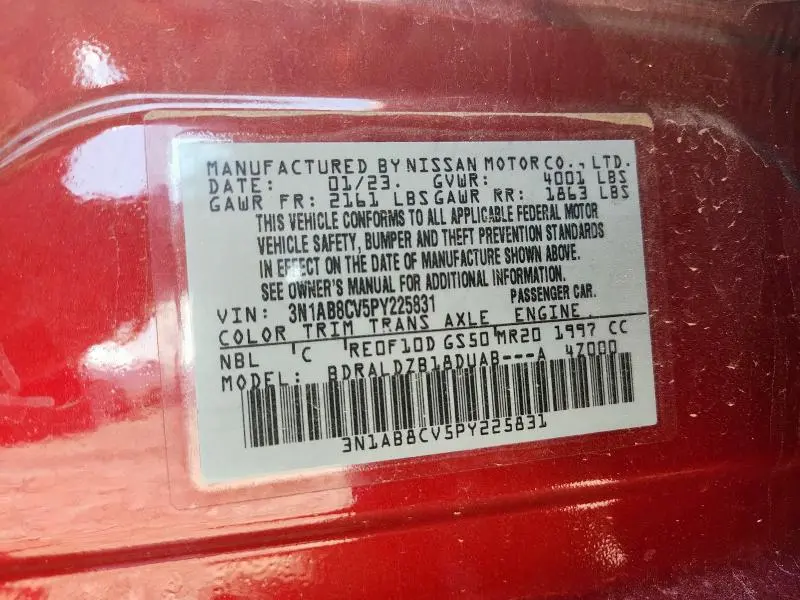 MANUFACTURED BY NISSAN MOTOR CO., LTD.
DATE: 01/23. GVWR: 4001 LBS
GAWR FR: 2161 LBS GAWR RR: 1863 LBS
THIS VEHICLE CONFORMS TO ALL APPLICABLE FEDERAL MOTOR
VEHICLE SAFETY, BUMPER AND THEFT PREVENTION STANDARDS
IN EFFECT ON THE DATE OF MANUFACTURE SHOWN ABOVE.
SEE OWNER'S MANUAL FOR ADDITIONAL INFORMATION.
VIN: 3N1AB8CV5PY225831 PASSENGER CAR.
COLOR TRIM TRANS AXLE ENGINE
NBL C RE0F10D GS50 MR20 1997 CC
MODEL: BDRALDZB18DUAB---A 4Z000
3N1AB8CV5PY225831